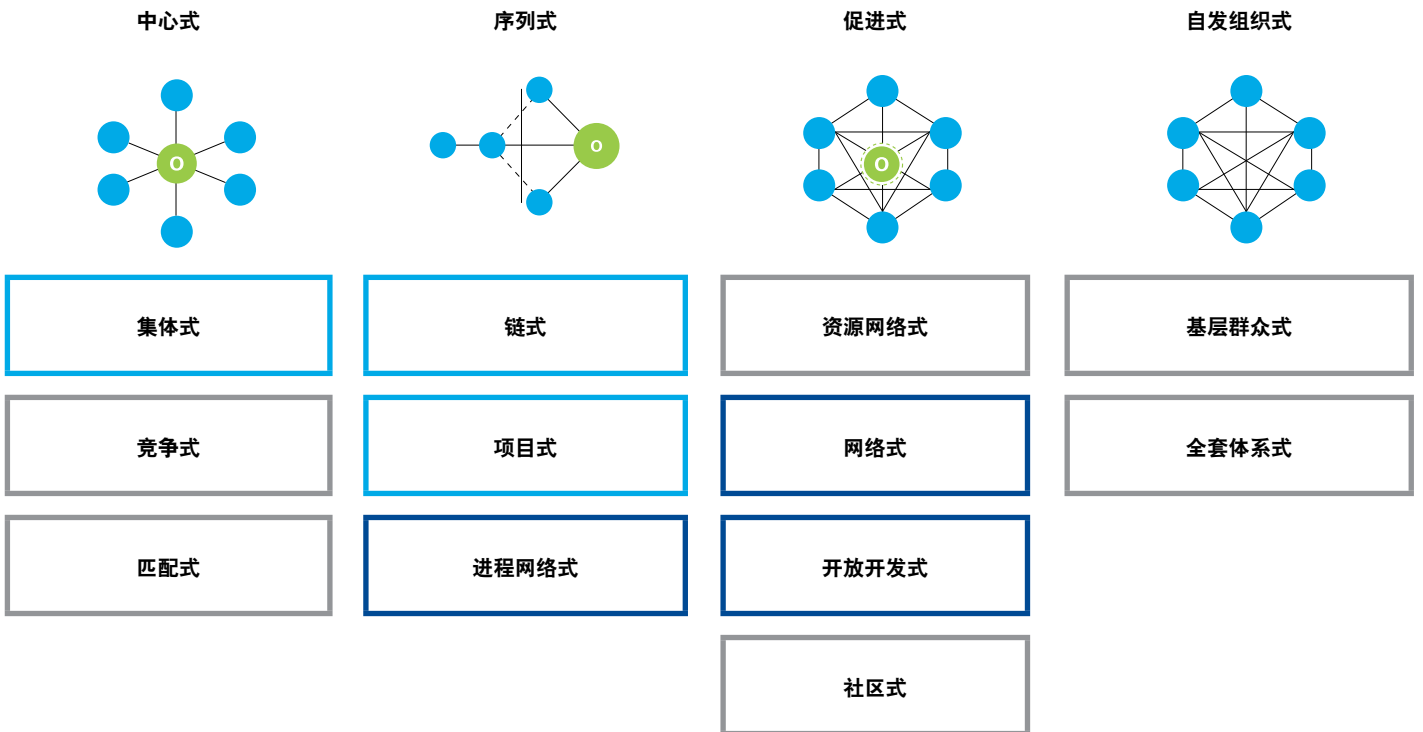 中心式
序列式
促进式
自发组织式
O
O
O
集体式
链式
资源网络式
基层群众式
竞争式
项目式
网络式
全套体系式
匹配式
进程网络式
开放开发式
社区式